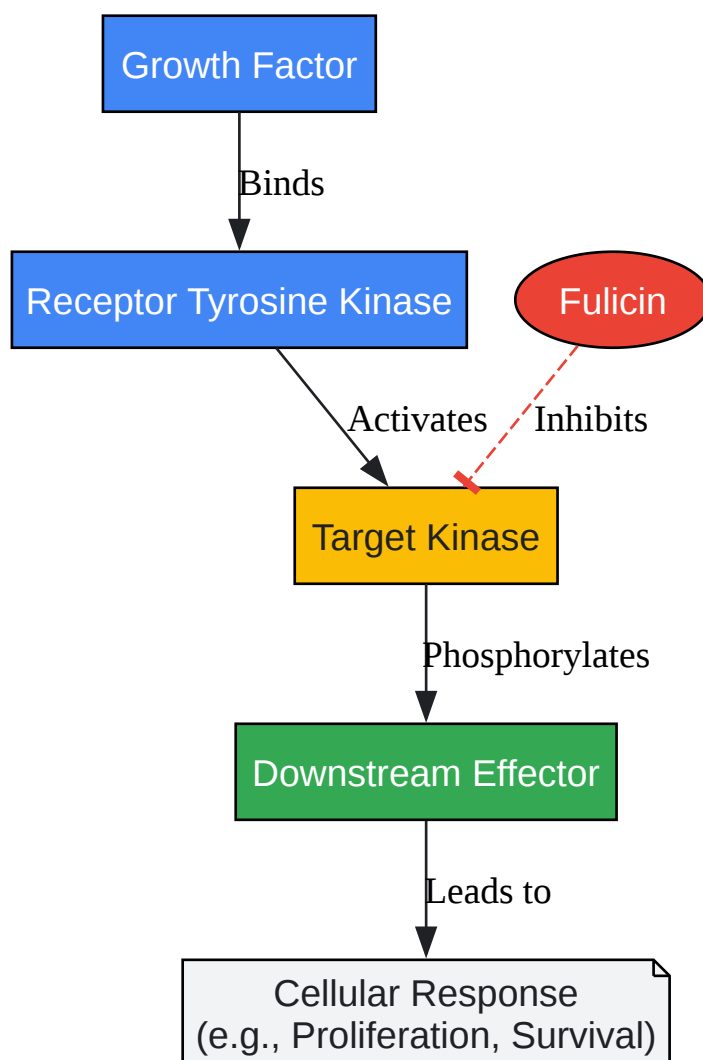 Growth Factor
Binds
Receptor Tyrosine Kinase
Fulicin
Activates
Inhibits
Target Kinase
Phosphorylates
Downstream Effector
Leads to
Cellular Response
(e.g., Proliferation, Survival)